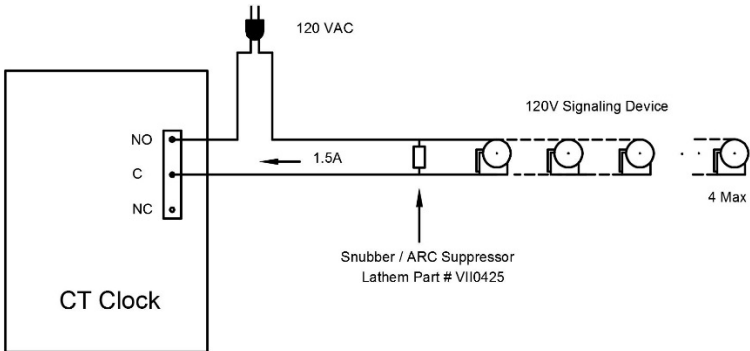 120 VAC
120V Signaling Device
NO
1.5A
C
4 Max
NC
Snubber / ARC Suppressor
Lathem Part # VII0425
CT Clock